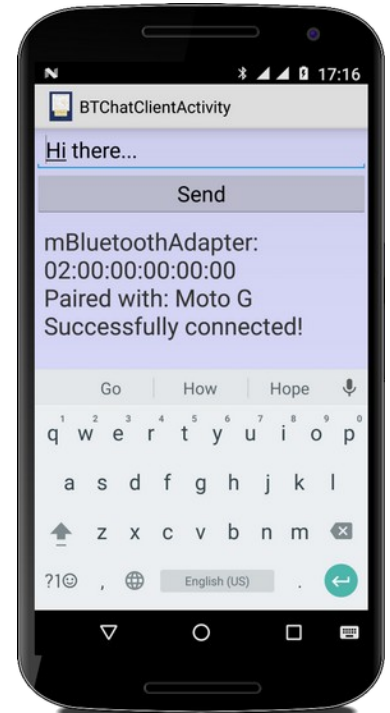 N 17:16
BTChatClientActivity
Hi there...
Send
mBluetoothAdapter:
02:00:00:00:00:00
Paired with: Moto G
Successfully connected!
Go How Hope
1 2 3 4 5 6 7 8 9 0
q w e r t y u i o p
a s d f g h j k l
z x c v b n m
?1☺ , English (US) .